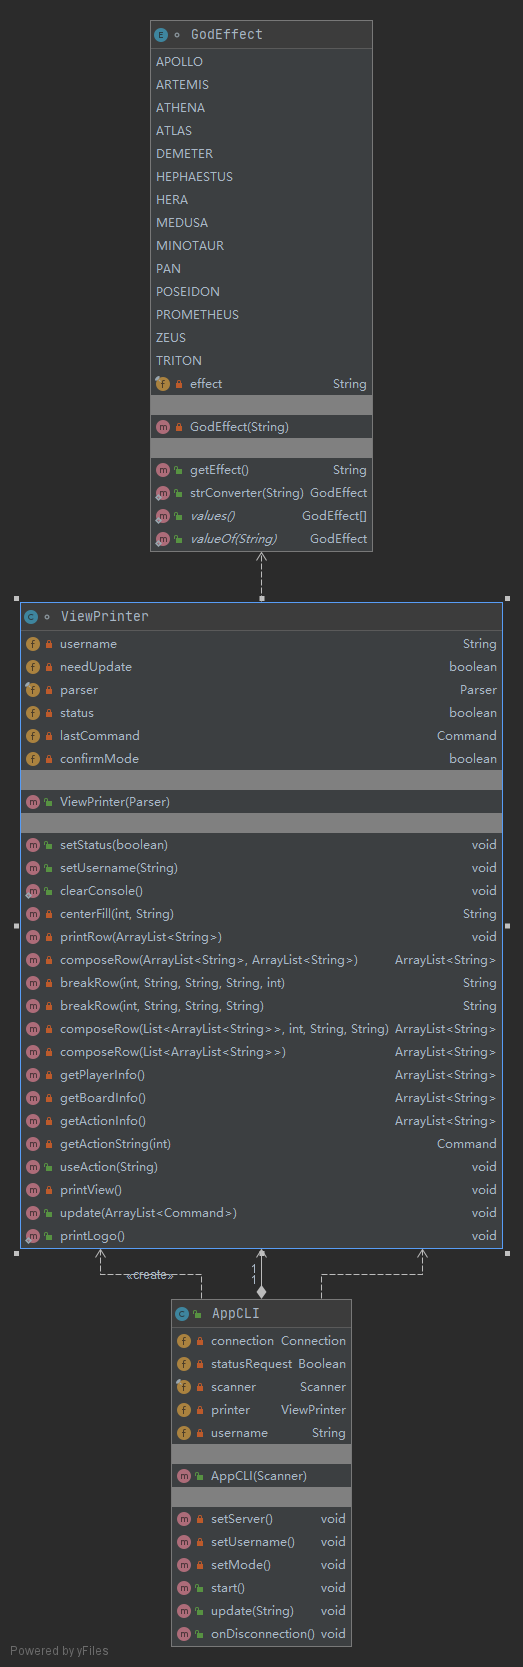 GodEffect
APOLLO
ARTEMIS
ATHENA
ATLAS
DEMETER
HEPHAESTUS
HERA
MEDUSA
MINOTAUR
PAN
POSEIDON
PROMETHEUS
ZEUS
TRITON
effect String
GodEffect(String)
getEffect() String
strConverter(String) GodEffect
values() GodEffect[]
valueOf(String) GodEffect
ViewPrinter
username String
needUpdate boolean
parser Parser
status boolean
lastCommand Command
confirmMode boolean
ViewPrinter(Parser)
setStatus(boolean) void
setUsername(String) void
clearConsole() void
centerFill(int, String) String
printRow(ArrayList<String>) void
composeRow(ArrayList<String>, ArrayList<String>) ArrayList<String>
breakRow(int, String, String, String, int) String
breakRow(int, String, String, String) String
composeRow(List<ArrayList<String>>, int, String, String) ArrayList<String>
composeRow(List<ArrayList<String>>) ArrayList<String>
getPlayerInfo() ArrayList<String>
getBoardInfo() ArrayList<String>
getActionInfo() ArrayList<String>
getActionString(int) Command
useAction(String) void
printView() void
update(ArrayList<Command>) void
printLogo() void
1
«create»
1
AppCLI
connection Connection
statusRequest Boolean
scanner Scanner
printer ViewPrinter
username String
AppCLI(Scanner)
setServer() void
setUsername() void
setMode() void
start() void
update(String) void
onDisconnection() void
Powered by yFiles